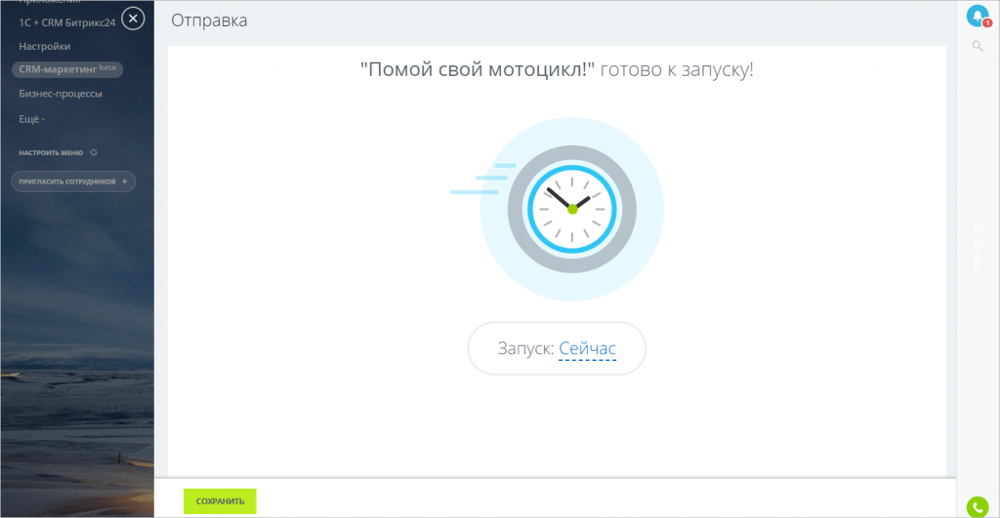 Приложения
1С + CRM Битрикс24
Настройки
CRM-маркетинг beta
Бизнес-процессы
Ещё -
НАСТРОИТЬ МЕНЮ
ПРИГЛАСИТЬ СОТРУДНИКОВ +
Отправка
"Помой свой мотоцикл!" готово к запуску!
Запуск: Сейчас
СОХРАНИТЬ
1